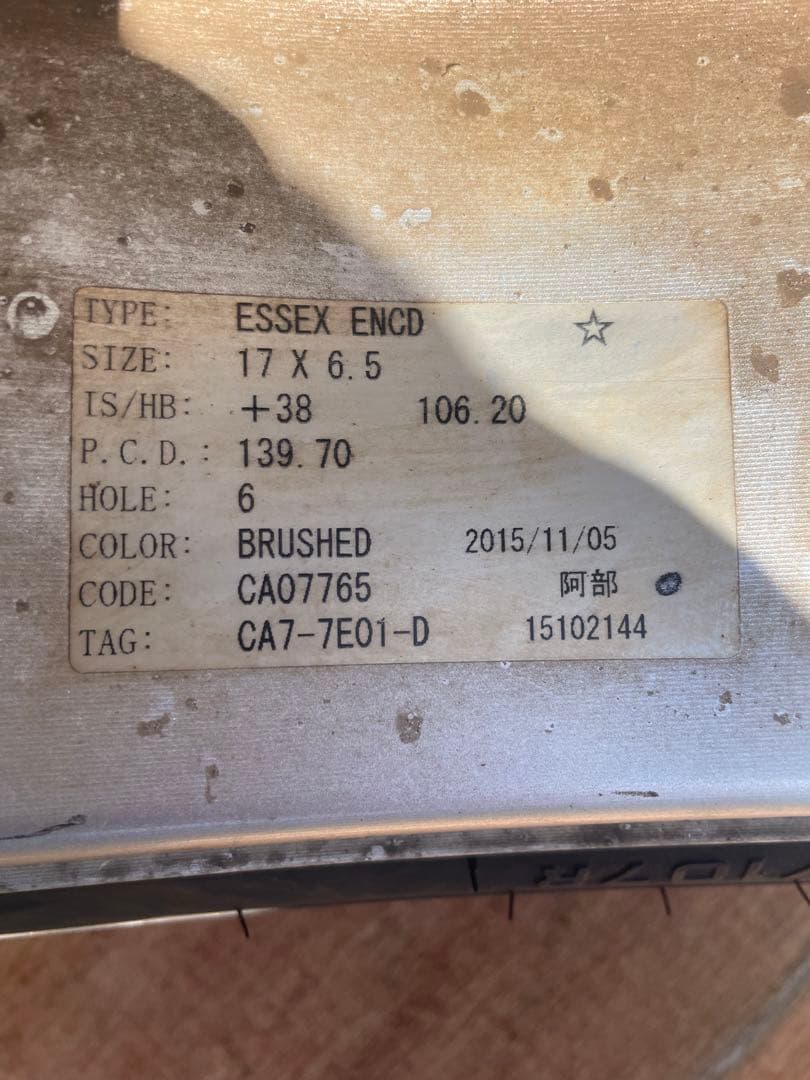 TYPE: ESSEX ENCD ☆
SIZE: 17 X 6.5
IS/HB: +38 106.20
P.C.D.: 139.70
HOLE: 6
COLOR: BRUSHED 2015/11/05
CODE: CA07765 阿部
TAG: CA7-7E01-D 15102144